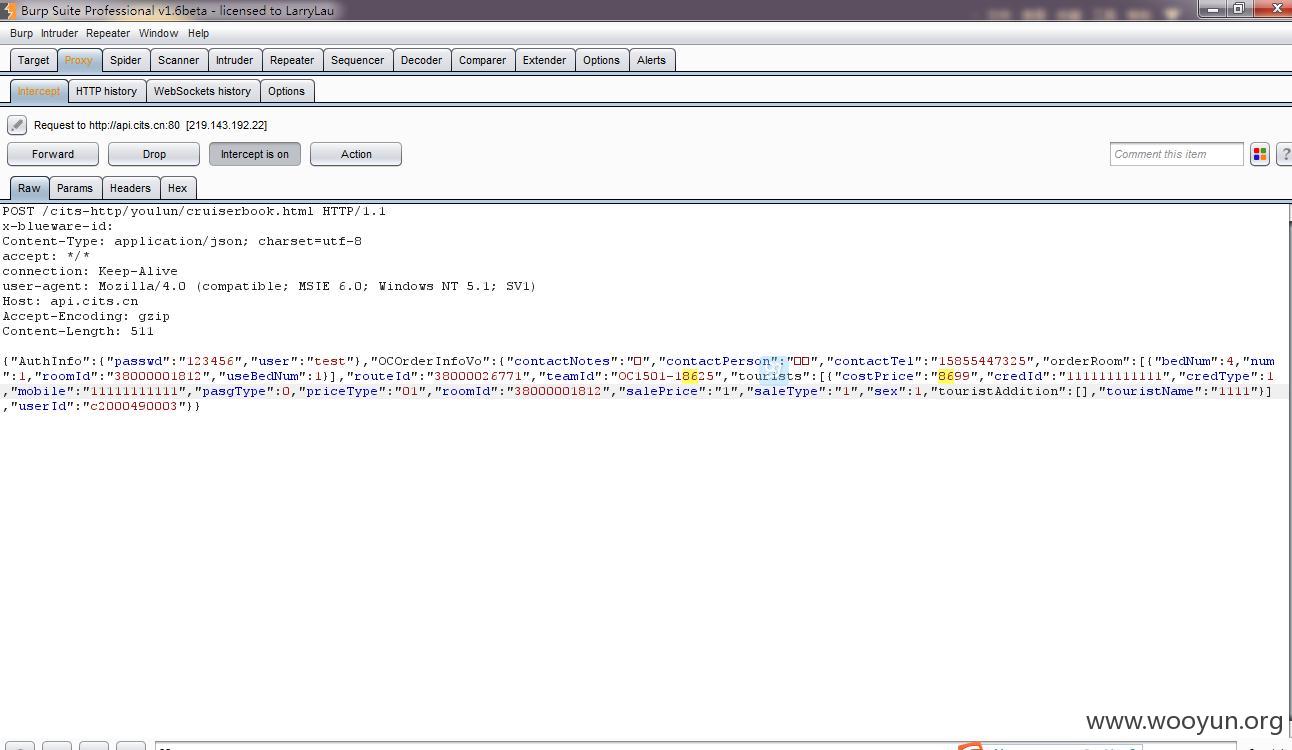 Burp Suite Professional v1.6beta - licensed to LarryLau
Burp Intruder Repeater Window Help
Target Proxy Spider Scanner Intruder Repeater Sequencer Decoder Comparer Extender Options Alerts
Intercept HTTP history WebSockets history Options
Request to http://api.cits.cn:80 [219.143.192.22]
Forward Drop Intercept is on Action Comment this item ?
Raw Params Headers Hex
POST /cits-http/youlun/cruiserbook.html HTTP/1.1
x-blueware-id:
Content-Type: application/json; charset=utf-8
accept: */*
connection: Keep-Alive
user-agent: Mozilla/4.0 (compatible; MSIE 6.0; Windows NT 5.1; SV1)
Host: api.cits.cn
Accept-Encoding: gzip
Content-Length: 511
{"AuthInfo":{"passwd":"123456","user":"test"},"OCOrderInfoVo":{"contactNotes":"□","contactPerson":"□□","contactTel":"15855447325","orderRoom":[{"bedNum":4,"num
":1,"roomId":"38000001812","useBedNum":1}],"routeId":"38000026771","teamId":"OC1501-18625","tourists":[{"costPrice":"8699","credId":"111111111111","credType":1
,"mobile":"11111111111","pasgType":0,"priceType":"01","roomId":"38000001812","salePrice":"1","saleType":"1","sex":1,"touristAddition":[],"touristName":"1111"}]
,"userId":"c2000490003"}}
www.wooyun.org